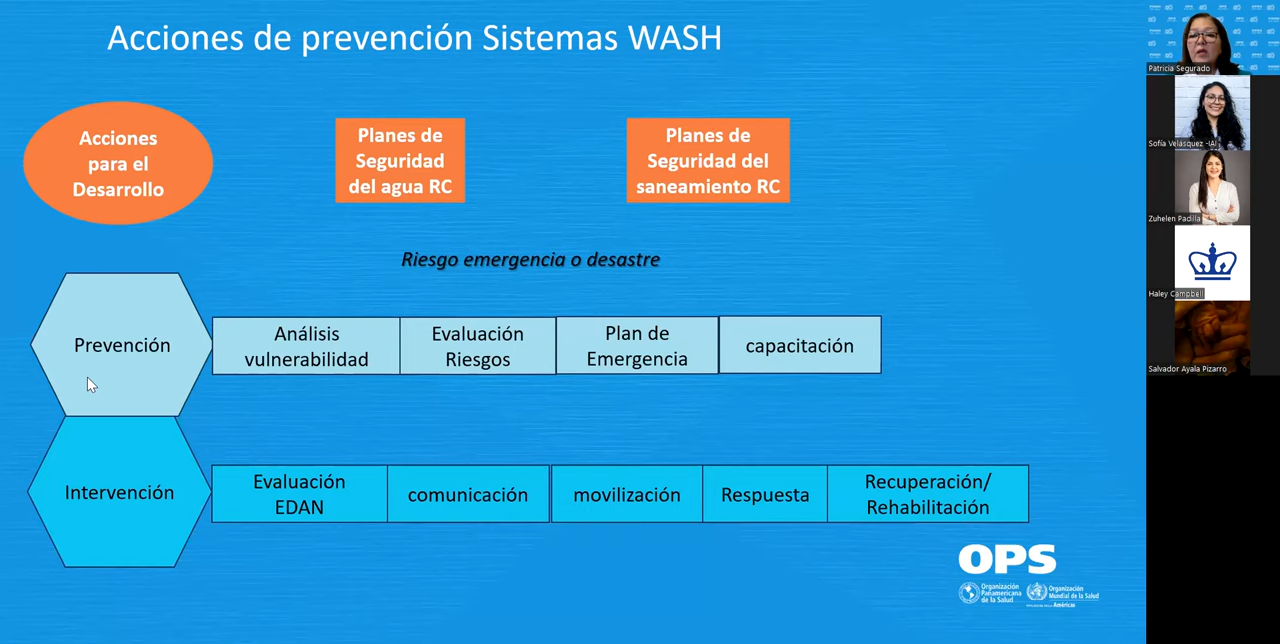 Acciones de prevención Sistemas WASH
Acciones
para el
Desarrollo
Planes de
Seguridad
del agua RC
Planes de
Seguridad del
saneamiento RC
Riesgo emergencia o desastre
Prevención
Análisis
vulnerabilidad
Evaluación
Riesgos
Plan de
Emergencia
capacitación
Intervención
Evaluación
EDAN
comunicación
movilización
Respuesta
Recuperación/
Rehabilitación
OPS
Organización
Panamericana
de la Salud
Organización
Mundial de la Salud
Américas
Patricia Segurado
Sofía Velásquez -IAI
Zuhelen Padilla
Haley Campbell
Salvador Ayala Pizarro